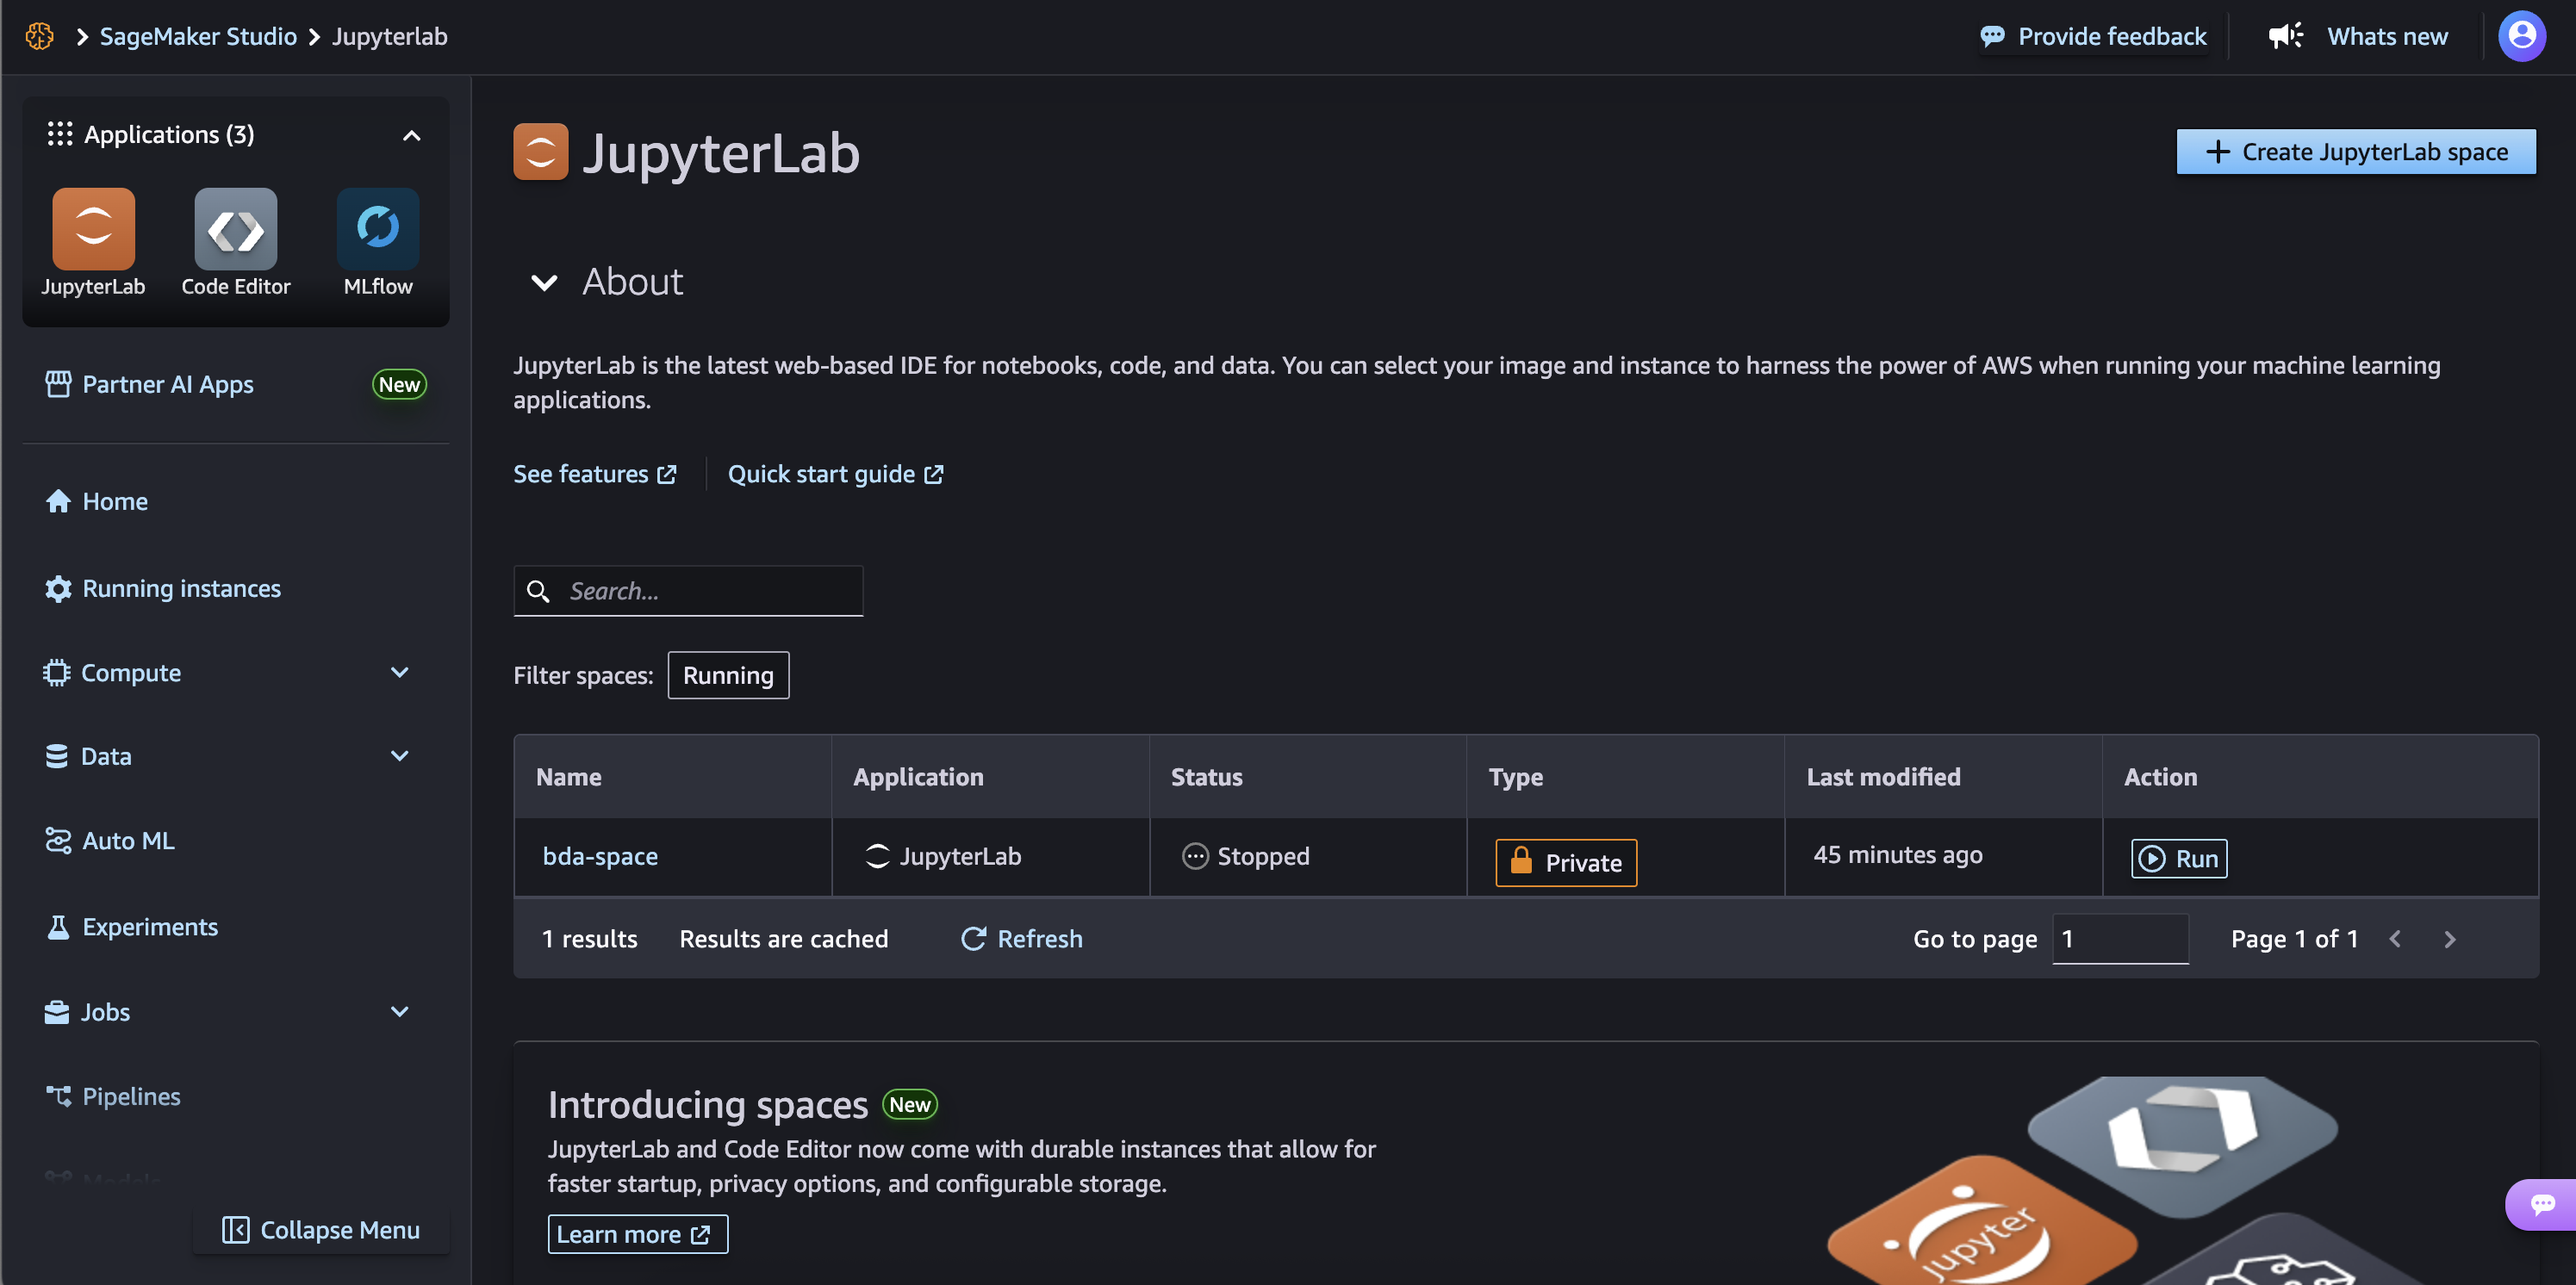 SageMaker Studio > Jupyterlab
Provide feedback
Whats new
Applications (3)
JupyterLab
Code Editor
MLflow
Partner AI Apps
New
Home
Running instances
Compute
Data
Auto ML
Experiments
Jobs
Pipelines
Models
Collapse Menu
JupyterLab
Create JupyterLab space
About
JupyterLab is the latest web-based IDE for notebooks, code, and data. You can select your image and instance to harness the power of AWS when running your machine learning
applications.
See features
Quick start guide
Search...
Filter spaces: Running
Name Application Status Type Last modified Action
bda-space JupyterLab Stopped Private 45 minutes ago Run
1 results Results are cached Refresh Go to page 1 Page 1 of 1
Introducing spaces New
JupyterLab and Code Editor now come with durable instances that allow for
faster startup, privacy options, and configurable storage.
Learn more
jupyter